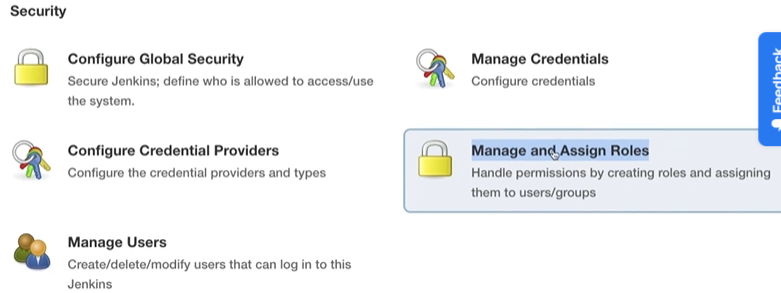 Security
Configure Global Security
Secure Jenkins; define who is allowed to access/use
the system.
Manage Credentials
Configure credentials
Configure Credential Providers
Configure the credential providers and types
Manage and Assign Roles
Handle permissions by creating roles and assigning
them to users/groups
Manage Users
Create/delete/modify users that can log in to this
Jenkins
Feedback